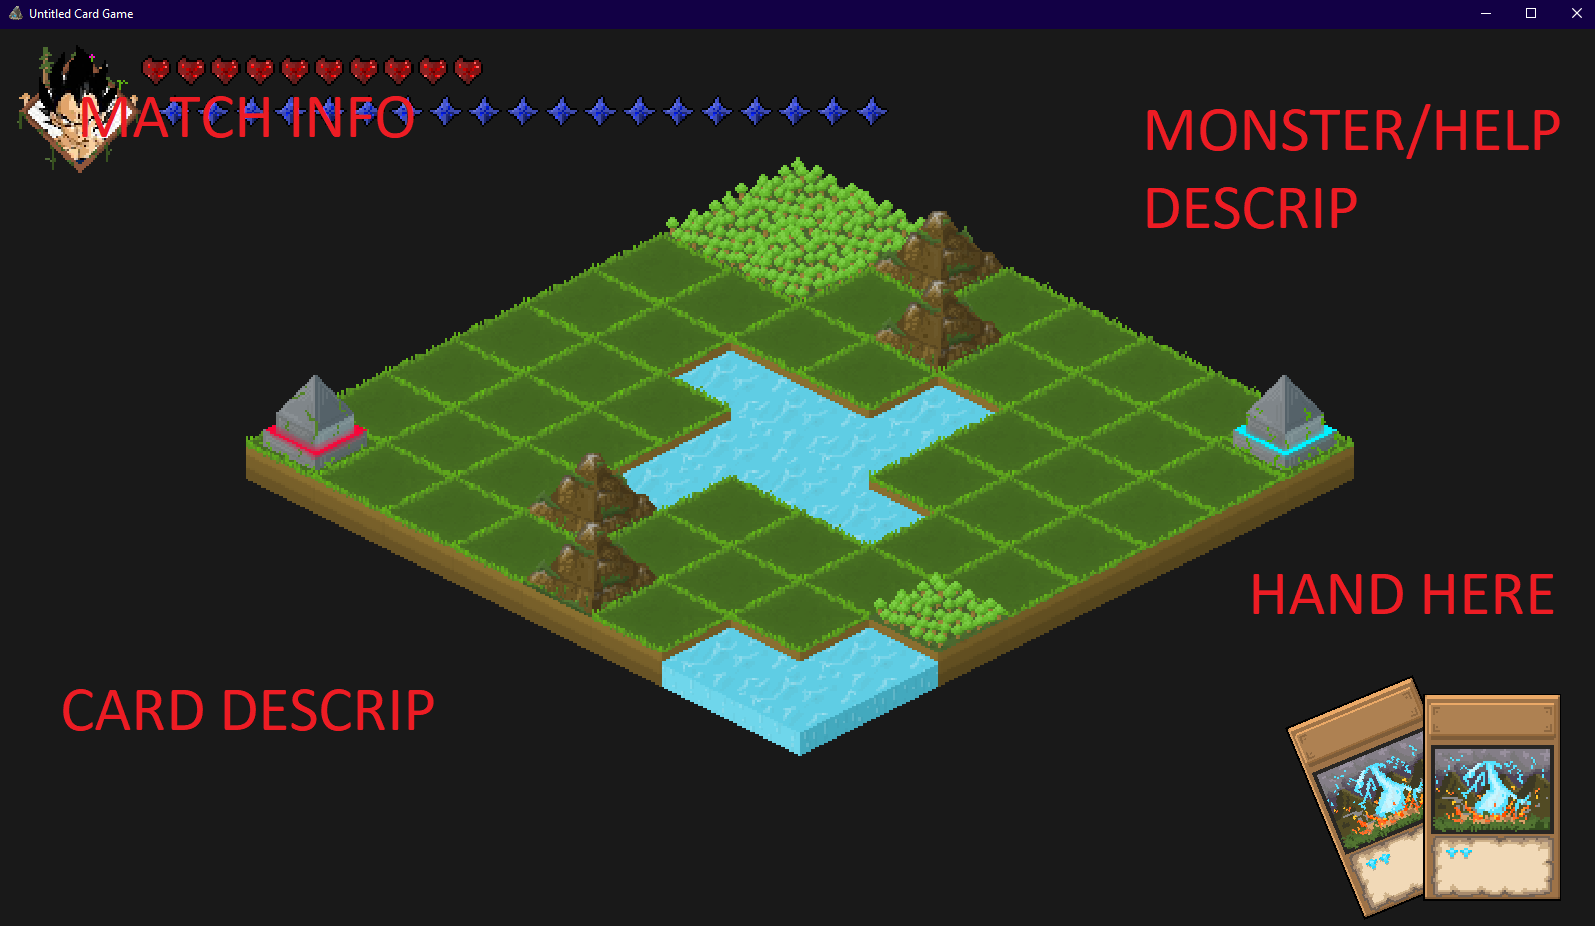 Untitled Card Game
MATCH INFO
MONSTER/HELP
DESCRIP
HAND HERE
CARD DESCRIP